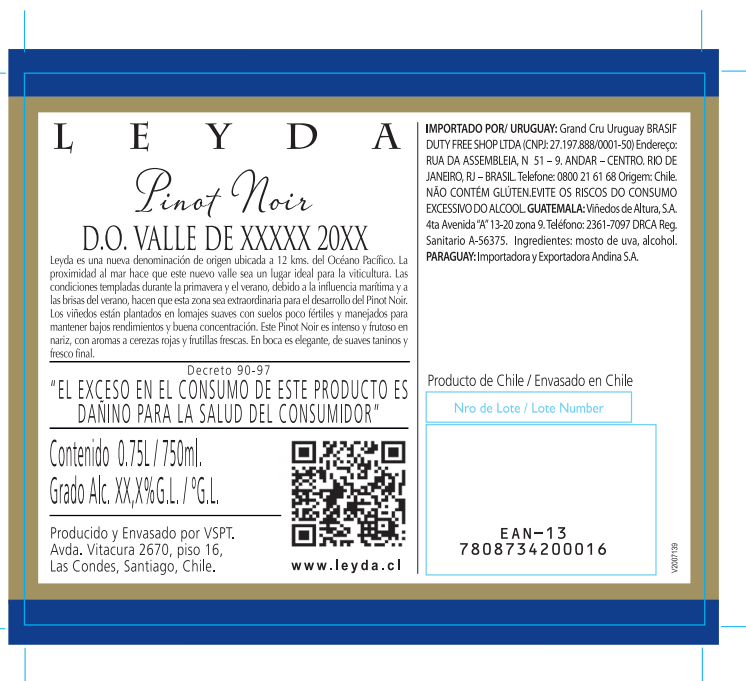 LEYDA
Pinot Noir
D.O. VALLE DE XXXXX 20XX
Leyda es una nueva denominación de origen ubicada a 12 kms. del Océano Pacífico. La
proximidad al mar hace que este nuevo valle sea un lugar ideal para la viticultura. Las
condiciones templadas durante la primavera y el verano, debido a la influencia marítima y a
las brisas del verano, hacen que esta zona sea extraordinaria para el desarrollo del Pinot Noir.
Los viñedos están plantados en lomajes suaves con suelos poco fértiles y manejados para
mantener bajos rendimientos y buena concentración. Este Pinot Noir es intenso y frutoso en
nariz, con aromas a cerezas rojas y frutillas frescas. En boca es elegante, de suaves taninos y
fresco final.
Decreto 90-97
"EL EXCESO EN EL CONSUMO DE ESTE PRODUCTO ES
DAÑINO PARA LA SALUD DEL CONSUMIDOR"
Contenido 0.75L / 750ml.
Grado Alc. XX,X%G.L. / ºG.L.
Producido y Envasado por VSPT.
Avda. Vitacura 2670, piso 16,
Las Condes, Santiago, Chile.
www.leyda.cl
IMPORTADO POR/ URUGUAY: Grand Cru Uruguay BRASIF
DUTY FREE SHOP LTDA (CNPJ: 27.197.888/0001-50) Endereço:
RUA DA ASSEMBLEIA, N 51 – 9. ANDAR – CENTRO. RIO DE
JANEIRO, RJ – BRASIL. Telefone: 0800 21 61 68 Origem: Chile.
NÃO CONTÉM GLÚTEN.EVITE OS RISCOS DO CONSUMO
EXCESSIVO DO ALCOOL. GUATEMALA: Viñedos de Altura, S.A.
4ta Avenida "A" 13-20 zona 9. Teléfono: 2361-7097 DRCA Reg.
Sanitario A-56375. Ingredientes: mosto de uva, alcohol.
PARAGUAY: Importadora y Exportadora Andina S.A.
Producto de Chile / Envasado en Chile
Nro de Lote / Lote Number
EAN-13
7808734200016
V2007139